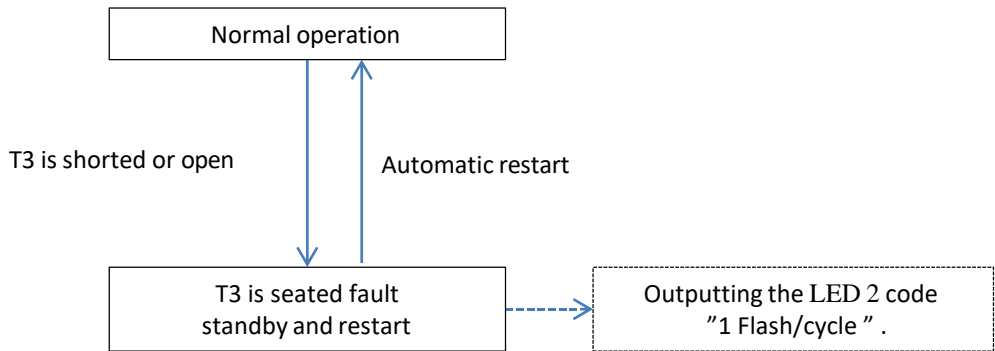 Normal operation
T3 is shorted or open
Automatic restart
T3 is seated fault
standby and restart
Outputting the LED 2 code
”1 Flash/cycle ” .